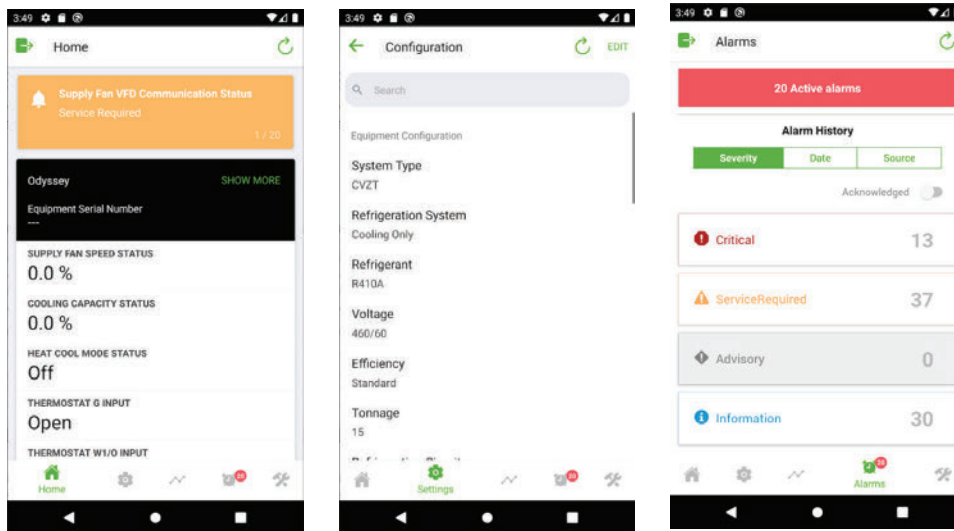 3:49
Home
Supply Fan VFD Communication Status
Service Required
1 / 20
Odyssey
SHOW MORE
Equipment Serial Number
---
SUPPLY FAN SPEED STATUS
0.0 %
COOLING CAPACITY STATUS
0.0 %
HEAT COOL MODE STATUS
Off
THERMOSTAT G INPUT
Open
THERMOSTAT W1/O INPUT
20
Home
3:49
Configuration
EDIT
Search
Equipment Configuration
System Type
CVZT
Refrigeration System
Cooling Only
Refrigerant
R410A
Voltage
460/60
Efficiency
Standard
Tonnage
15
20
Settings
3:49
Alarms
20 Active alarms
Alarm History
Severity
Date
Source
Acknowledged
Critical
13
ServiceRequired
37
Advisory
0
Information
30
20
Alarms